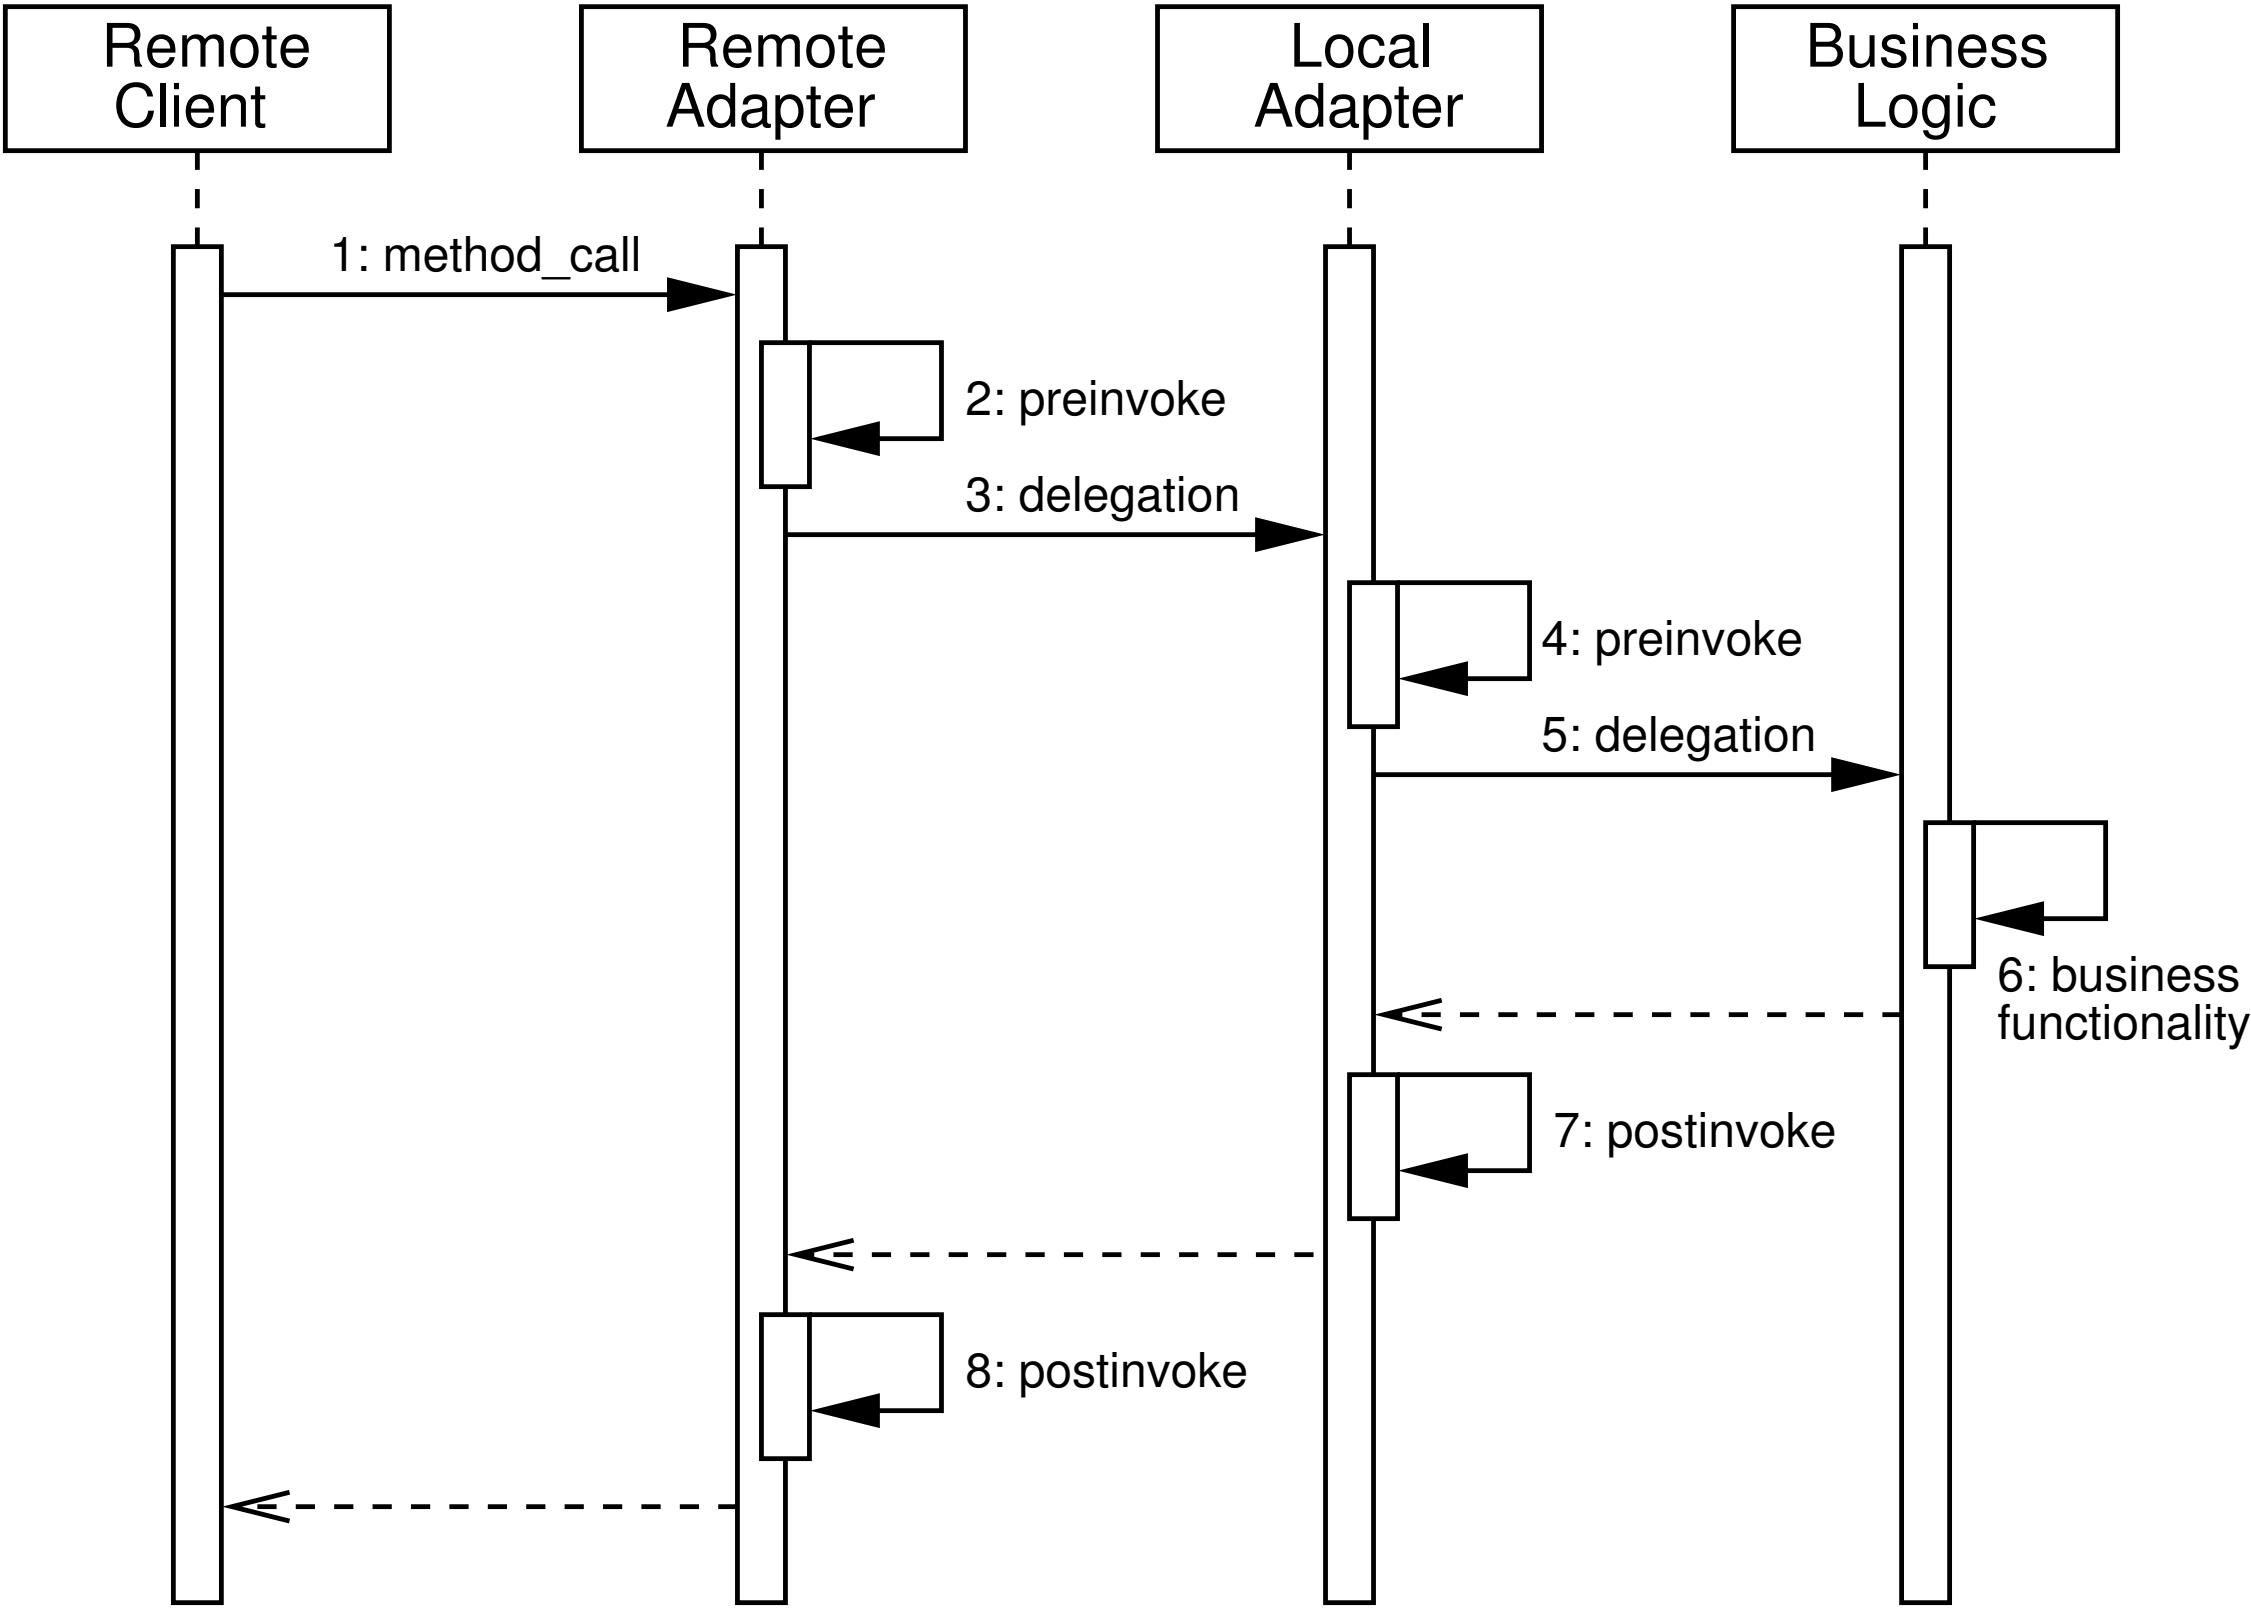 Remote
Client
Remote
Adapter
Local
Adapter
Business
Logic
1: method_call
2: preinvoke
3: delegation
4: preinvoke
5: delegation
6: business
functionality
7: postinvoke
8: postinvoke